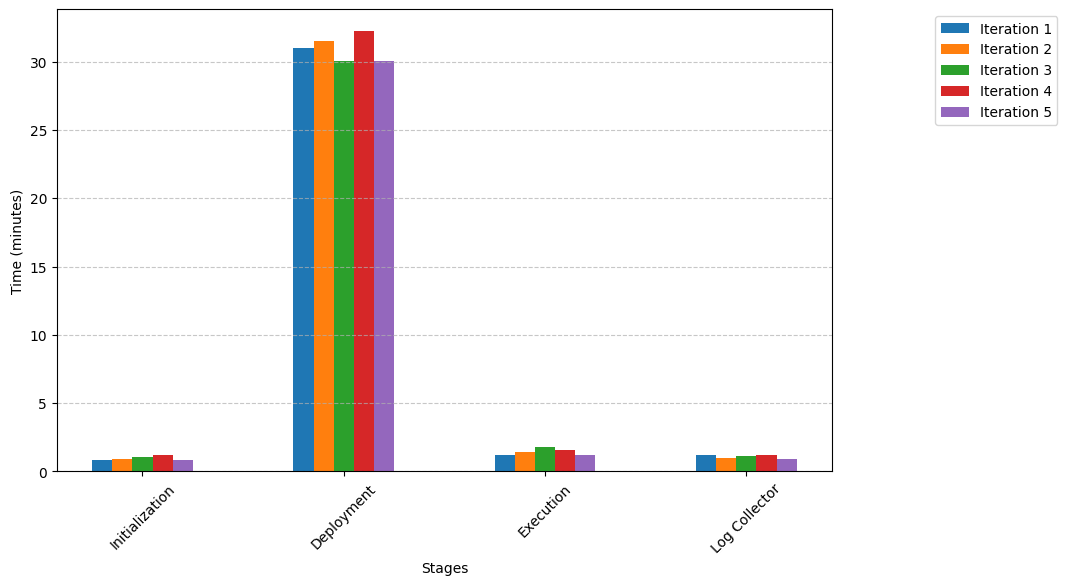 Iteration 1
Iteration 2
Iteration 3
Iteration 4
Iteration 5
Time (minutes)
30
25
20
15
10
5
0
Initialization
Deployment
Execution
Log Collector
Stages